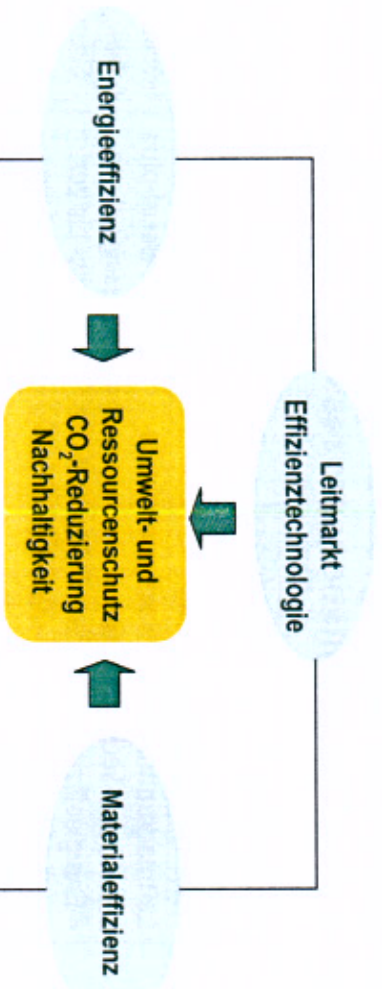 Leitmarkt
Effizienztechnologie
Energieeffizienz
Umwelt- und
Ressourcenschutz
CO₂-Reduzierung
Nachhaltigkeit
Materialeffizienz